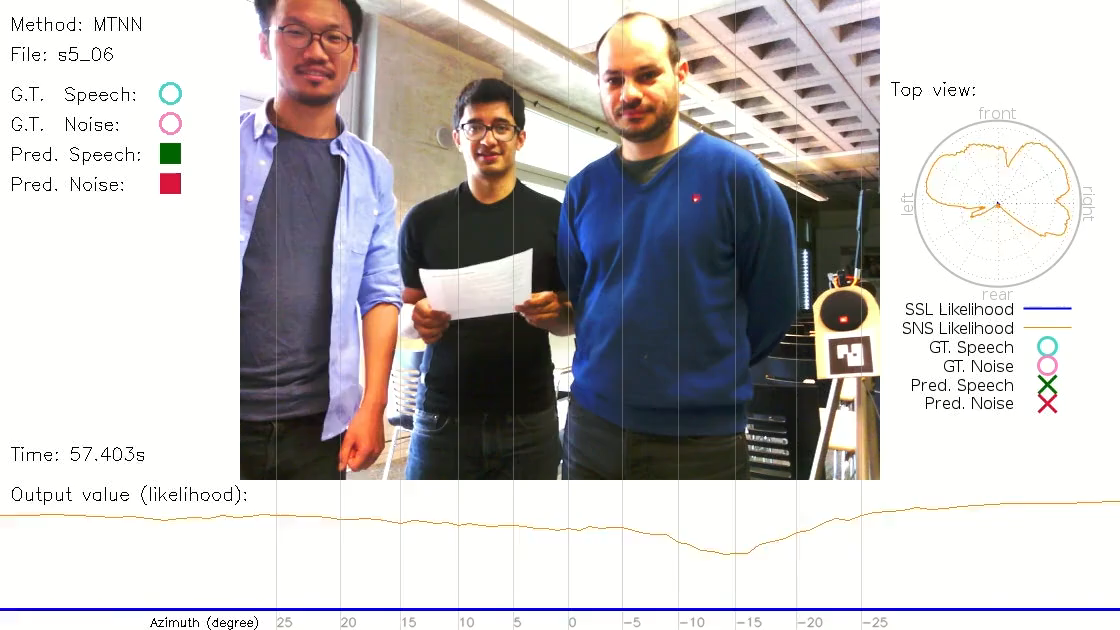 Method: MTNN
File: s5_06
G.T. Speech:
G.T. Noise:
Pred. Speech:
Pred. Noise:
Time: 57.403s
Output value (likelihood):
Azimuth (degree)
25 20 15 10 5 0 -5 -10 -15 -20 -25
Top view:
front
left
right
rear
SSL Likelihood
SNS Likelihood
GT. Speech
GT. Noise
Pred. Speech
Pred. Noise